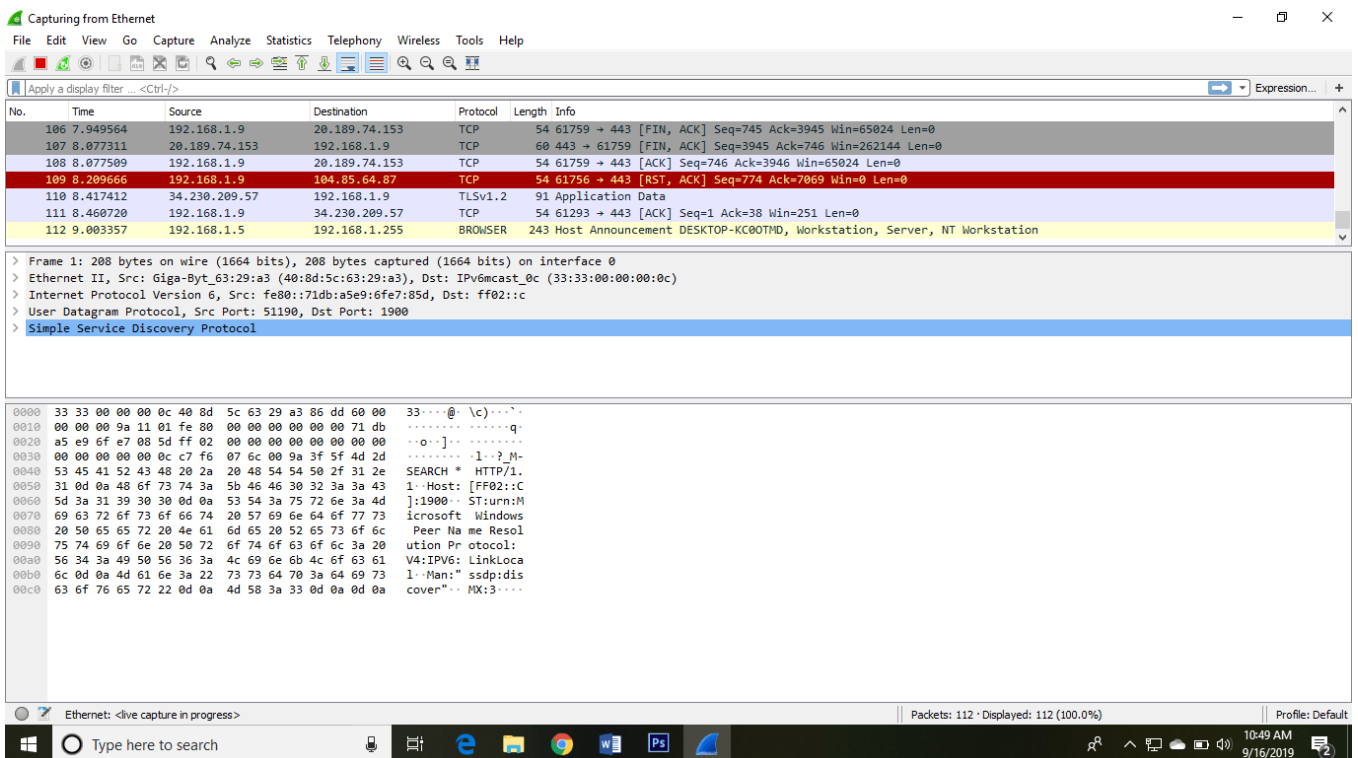 Capturing from Ethernet
File Edit View Go Capture Analyze Statistics Telephony Wireless Tools Help
Apply a display filter ... <Ctrl-/> Expression... +
No. Time Source Destination Protocol Length Info
106 7.949564 192.168.1.9 20.189.74.153 TCP 54 61759 → 443 [FIN, ACK] Seq=745 Ack=3945 Win=65024 Len=0
107 8.077311 20.189.74.153 192.168.1.9 TCP 60 443 → 61759 [FIN, ACK] Seq=3945 Ack=746 Win=262144 Len=0
108 8.077509 192.168.1.9 20.189.74.153 TCP 54 61759 → 443 [ACK] Seq=746 Ack=3946 Win=65024 Len=0
109 8.209666 192.168.1.9 104.85.64.87 TCP 54 61756 → 443 [RST, ACK] Seq=774 Ack=7069 Win=0 Len=0
110 8.417412 34.230.209.57 192.168.1.9 TLSv1.2 91 Application Data
111 8.460720 192.168.1.9 34.230.209.57 TCP 54 61293 → 443 [ACK] Seq=1 Ack=38 Win=251 Len=0
112 9.003357 192.168.1.5 192.168.1.255 BROWSER 243 Host Announcement DESKTOP-KC0OTMD, Workstation, Server, NT Workstation
> Frame 1: 208 bytes on wire (1664 bits), 208 bytes captured (1664 bits) on interface 0
> Ethernet II, Src: Giga-Byt_63:29:a3 (40:8d:5c:63:29:a3), Dst: IPv6mcast_0c (33:33:00:00:00:0c)
> Internet Protocol Version 6, Src: fe80::71db:a5e9:6fe7:85d, Dst: ff02::c
> User Datagram Protocol, Src Port: 51190, Dst Port: 1900
> Simple Service Discovery Protocol
0000 33 33 00 00 00 0c 40 8d 5c 63 29 a3 86 dd 60 00 33····@· \c)···`·
0010 00 00 00 9a 11 01 fe 80 00 00 00 00 00 00 71 db ········ ······q·
0020 a5 e9 6f e7 08 5d ff 02 00 00 00 00 00 00 00 00 ··o··]·· ········
0030 00 00 00 00 00 0c c7 f6 07 6c 00 9a 3f 5f 4d 2d ········ ·l··?_M-
0040 53 45 41 52 43 48 20 2a 20 48 54 54 50 2f 31 2e SEARCH * HTTP/1.
0050 31 0d 0a 48 6f 73 74 3a 5b 46 46 30 32 3a 3a 43 1··Host: [FF02::C
0060 5d 3a 31 39 30 30 0d 0a 53 54 3a 75 72 6e 3a 4d ]:1900·· ST:urn:M
0070 69 63 72 6f 73 6f 66 74 20 57 69 6e 64 6f 77 73 icrosoft Windows
0080 20 50 65 65 72 20 4e 61 6d 65 20 52 65 73 6f 6c Peer Na me Resol
0090 75 74 69 6f 6e 20 50 72 6f 74 6f 63 6f 6c 3a 20 ution Pr otocol:
00a0 56 34 3a 49 50 56 36 3a 4c 69 6e 6b 4c 6f 63 61 V4:IPV6: LinkLoca
00b0 6c 0d 0a 4d 61 6e 3a 22 73 73 64 70 3a 64 69 73 l··Man:" ssdp:dis
00c0 63 6f 76 65 72 22 0d 0a 4d 58 3a 33 0d 0a 0d 0a cover"·· MX:3····
Ethernet: <live capture in progress> Packets: 112 · Displayed: 112 (100.0%) Profile: Default
Type here to search
10:49 AM
9/16/2019
2